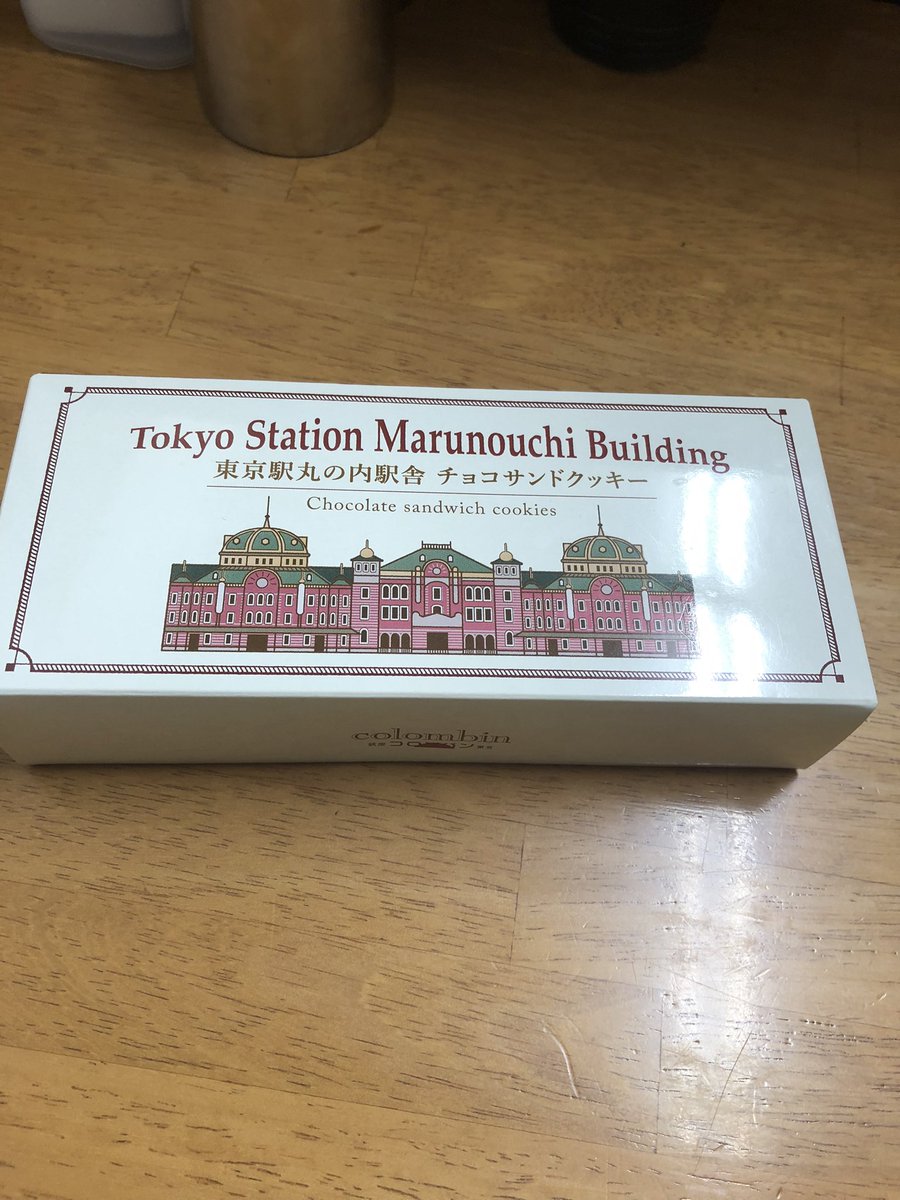 Tokyo Station Marunouchi Building
東京駅丸の内駅舎 チョコサンドクッキー
Chocolate sandwich cookies
colombin